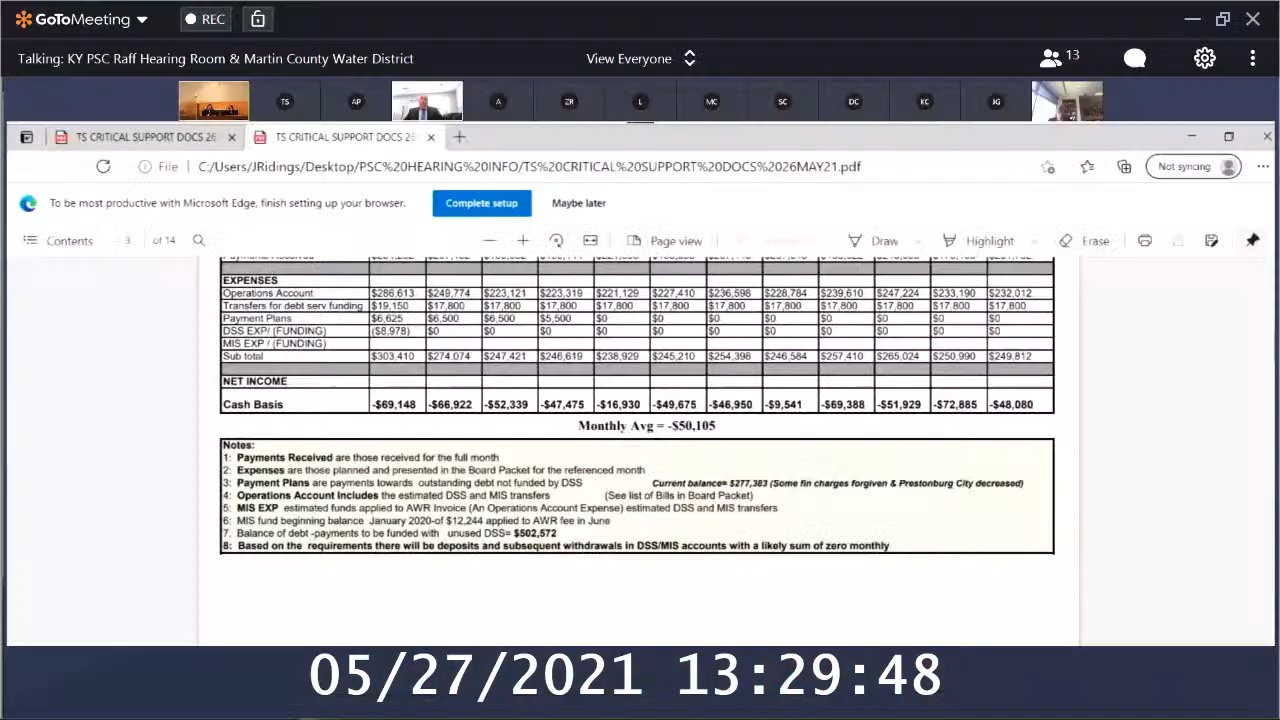 GoToMeeting REC
Talking: KY PSC Raff Hearing Room & Martin County Water District View Everyone 13
TS AP A ZR L MC SC DC KC
TS CRITICAL SUPPORT DOCS 26 TS CRITICAL SUPPORT DOCS 26
File C:/Users/JRidings/Desktop/PSC%20HEARING%20INFO/TS%20CRITICAL%20SUPPORT%20DOCS%2026MAY21.pdf Not syncing
To be most productive with Microsoft Edge, finish setting up your browser. Complete setup Maybe later
Contents 3 of 14 Page view Draw Highlight Erase
EXPENSES
Operations Account $286,613 $249,774 $223,121 $223,319 $221,129 $227,410 $236,598 $228,784 $239,610 $247,224 $233,190 $232,012
Transfers for debt serv funding $19,150 $17,800 $17,800 $17,800 $17,800 $17,800 $17,800 $17,800 $17,800 $17,800 $17,800 $17,800
Payment Plans $6,625 $6,500 $6,500 $5,500 $0 $0 $0 $0 $0 $0 $0 $0
DSS EXP/ (FUNDING) ($8,978) $0 $0 $0 $0 $0 $0 $0 $0 $0 $0 $0
MIS EXP / (FUNDING)
Sub total $303,410 $274,074 $247,421 $246,619 $238,929 $245,210 $254,398 $246,584 $257,410 $265,024 $250,990 $249,812
NET INCOME
Cash Basis -$69,148 -$66,922 -$52,339 -$47,475 -$16,930 -$49,675 -$46,950 -$9,541 -$69,388 -$51,929 -$72,885 -$48,080
Monthly Avg = -$50,105
Notes:
1: Payments Received are those received for the full month
2: Expenses are those planned and presented in the Board Packet for the referenced month
3: Payment Plans are payments towards outstanding debt not funded by DSS Current balance= $277,383 (Some fin charges forgiven & Prestonburg City decreased)
4: Operations Account Includes the estimated DSS and MIS transfers (See list of Bills in Board Packet)
5: MIS EXP estimated funds applied to AWR Invoice (An Operations Account Expense) estimated DSS and MIS transfers
6: MIS fund beginning balance January 2020-of $12,244 applied to AWR fee in June
7. Balance of debt -payments to be funded with unused DSS= $502,572
8: Based on the requirements there will be deposits and subsequent withdrawals in DSS/MIS accounts with a likely sum of zero monthly
05/27/2021 13:29:48